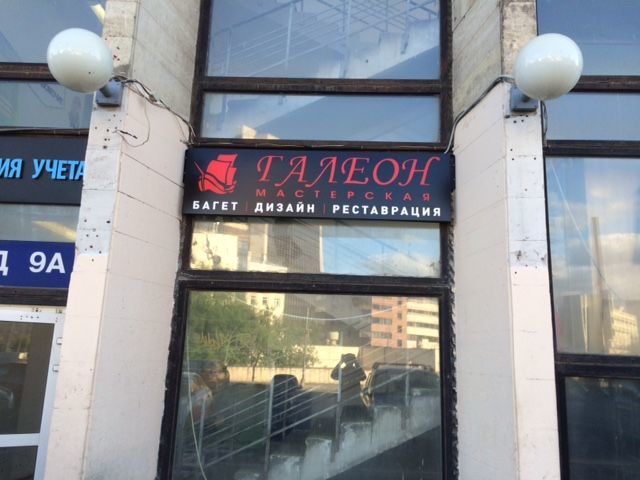 ГАЛЕОН
МАСТЕРСКАЯ
БАГЕТ | ДИЗАЙН | РЕСТАВРАЦИЯ
ИЯ УЧЕТА
Д 9А